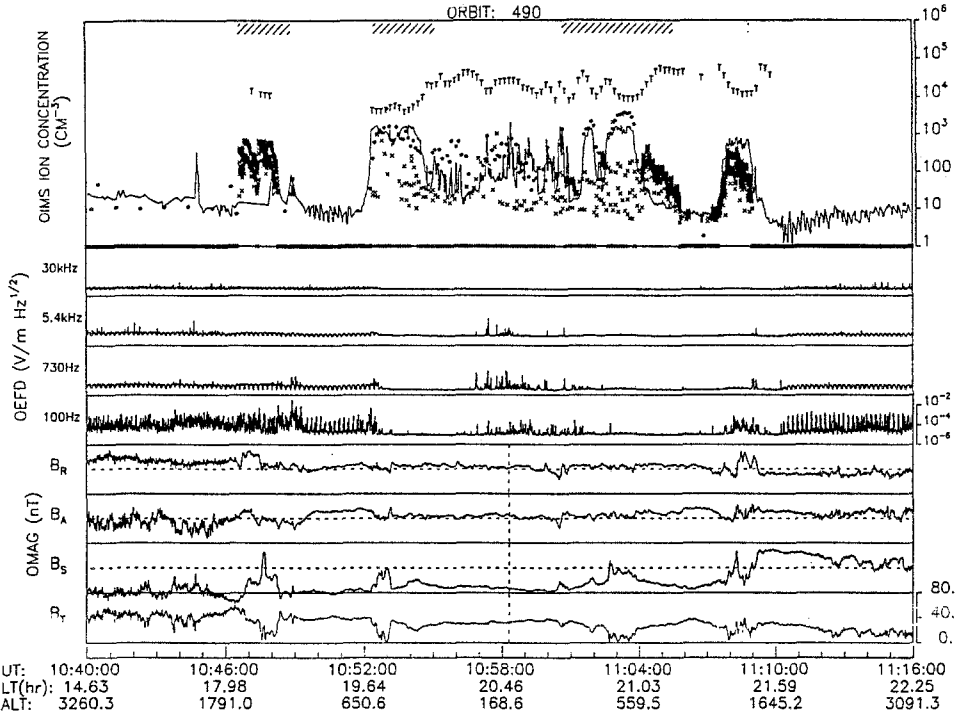 ORBIT: 490
OIMS ION CONCENTRATION
(CM⁻³)
10⁶
10⁵
10⁴
10³
100
10
1
OEFD (V/m Hz¹/²)
30kHz
5.4kHz
730Hz
100Hz
10⁻²
10⁻⁴
10⁻⁶
OMAG (nT)
B_R
B_A
B_S
B_T
80.
40.
0.
UT: 10:40:00 10:46:00 10:52:00 10:58:00 11:04:00 11:10:00 11:16:00
LT(hr): 14.63 17.98 19.64 20.46 21.03 21.59 22.25
ALT: 3260.3 1791.0 650.6 168.6 559.5 1645.2 3091.3